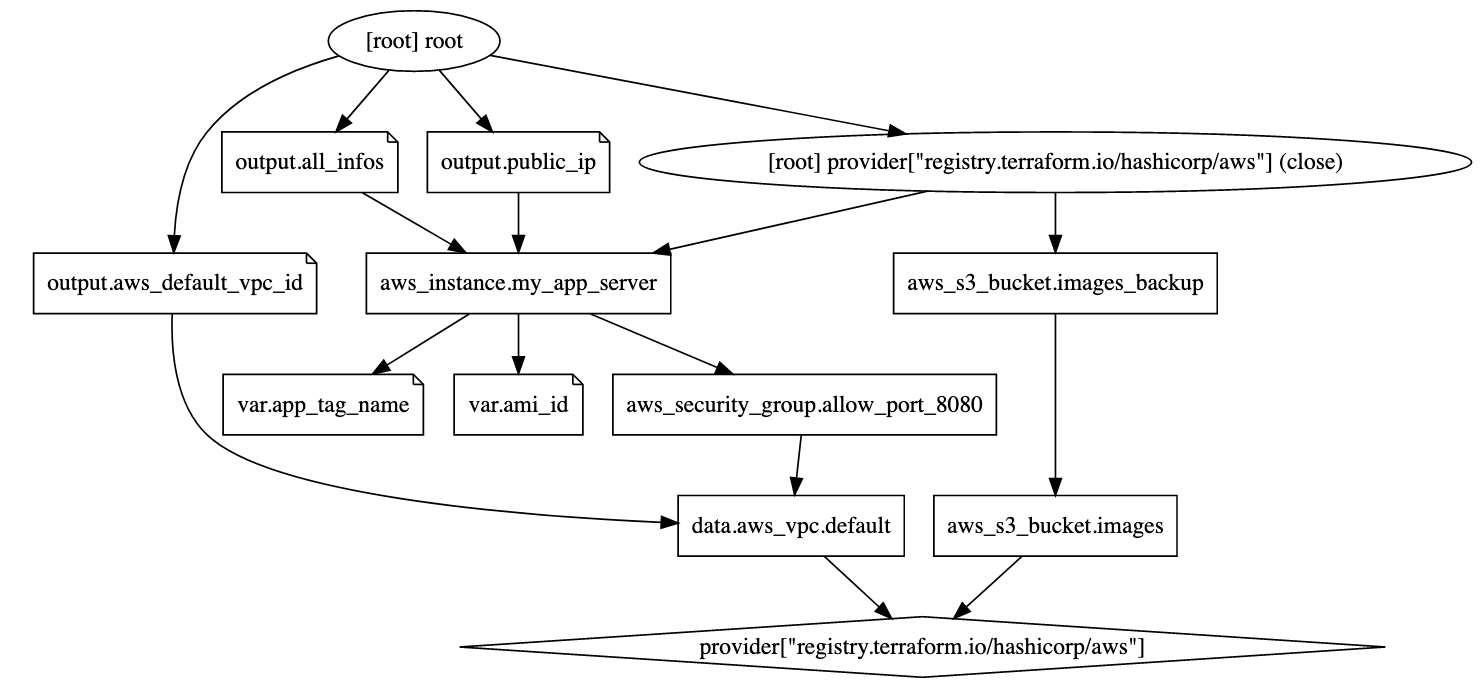 [root] root
output.all_infos
output.public_ip
[root] provider["registry.terraform.io/hashicorp/aws"] (close)
output.aws_default_vpc_id
aws_instance.my_app_server
aws_s3_bucket.images_backup
var.app_tag_name
var.ami_id
aws_security_group.allow_port_8080
data.aws_vpc.default
aws_s3_bucket.images
provider["registry.terraform.io/hashicorp/aws"]